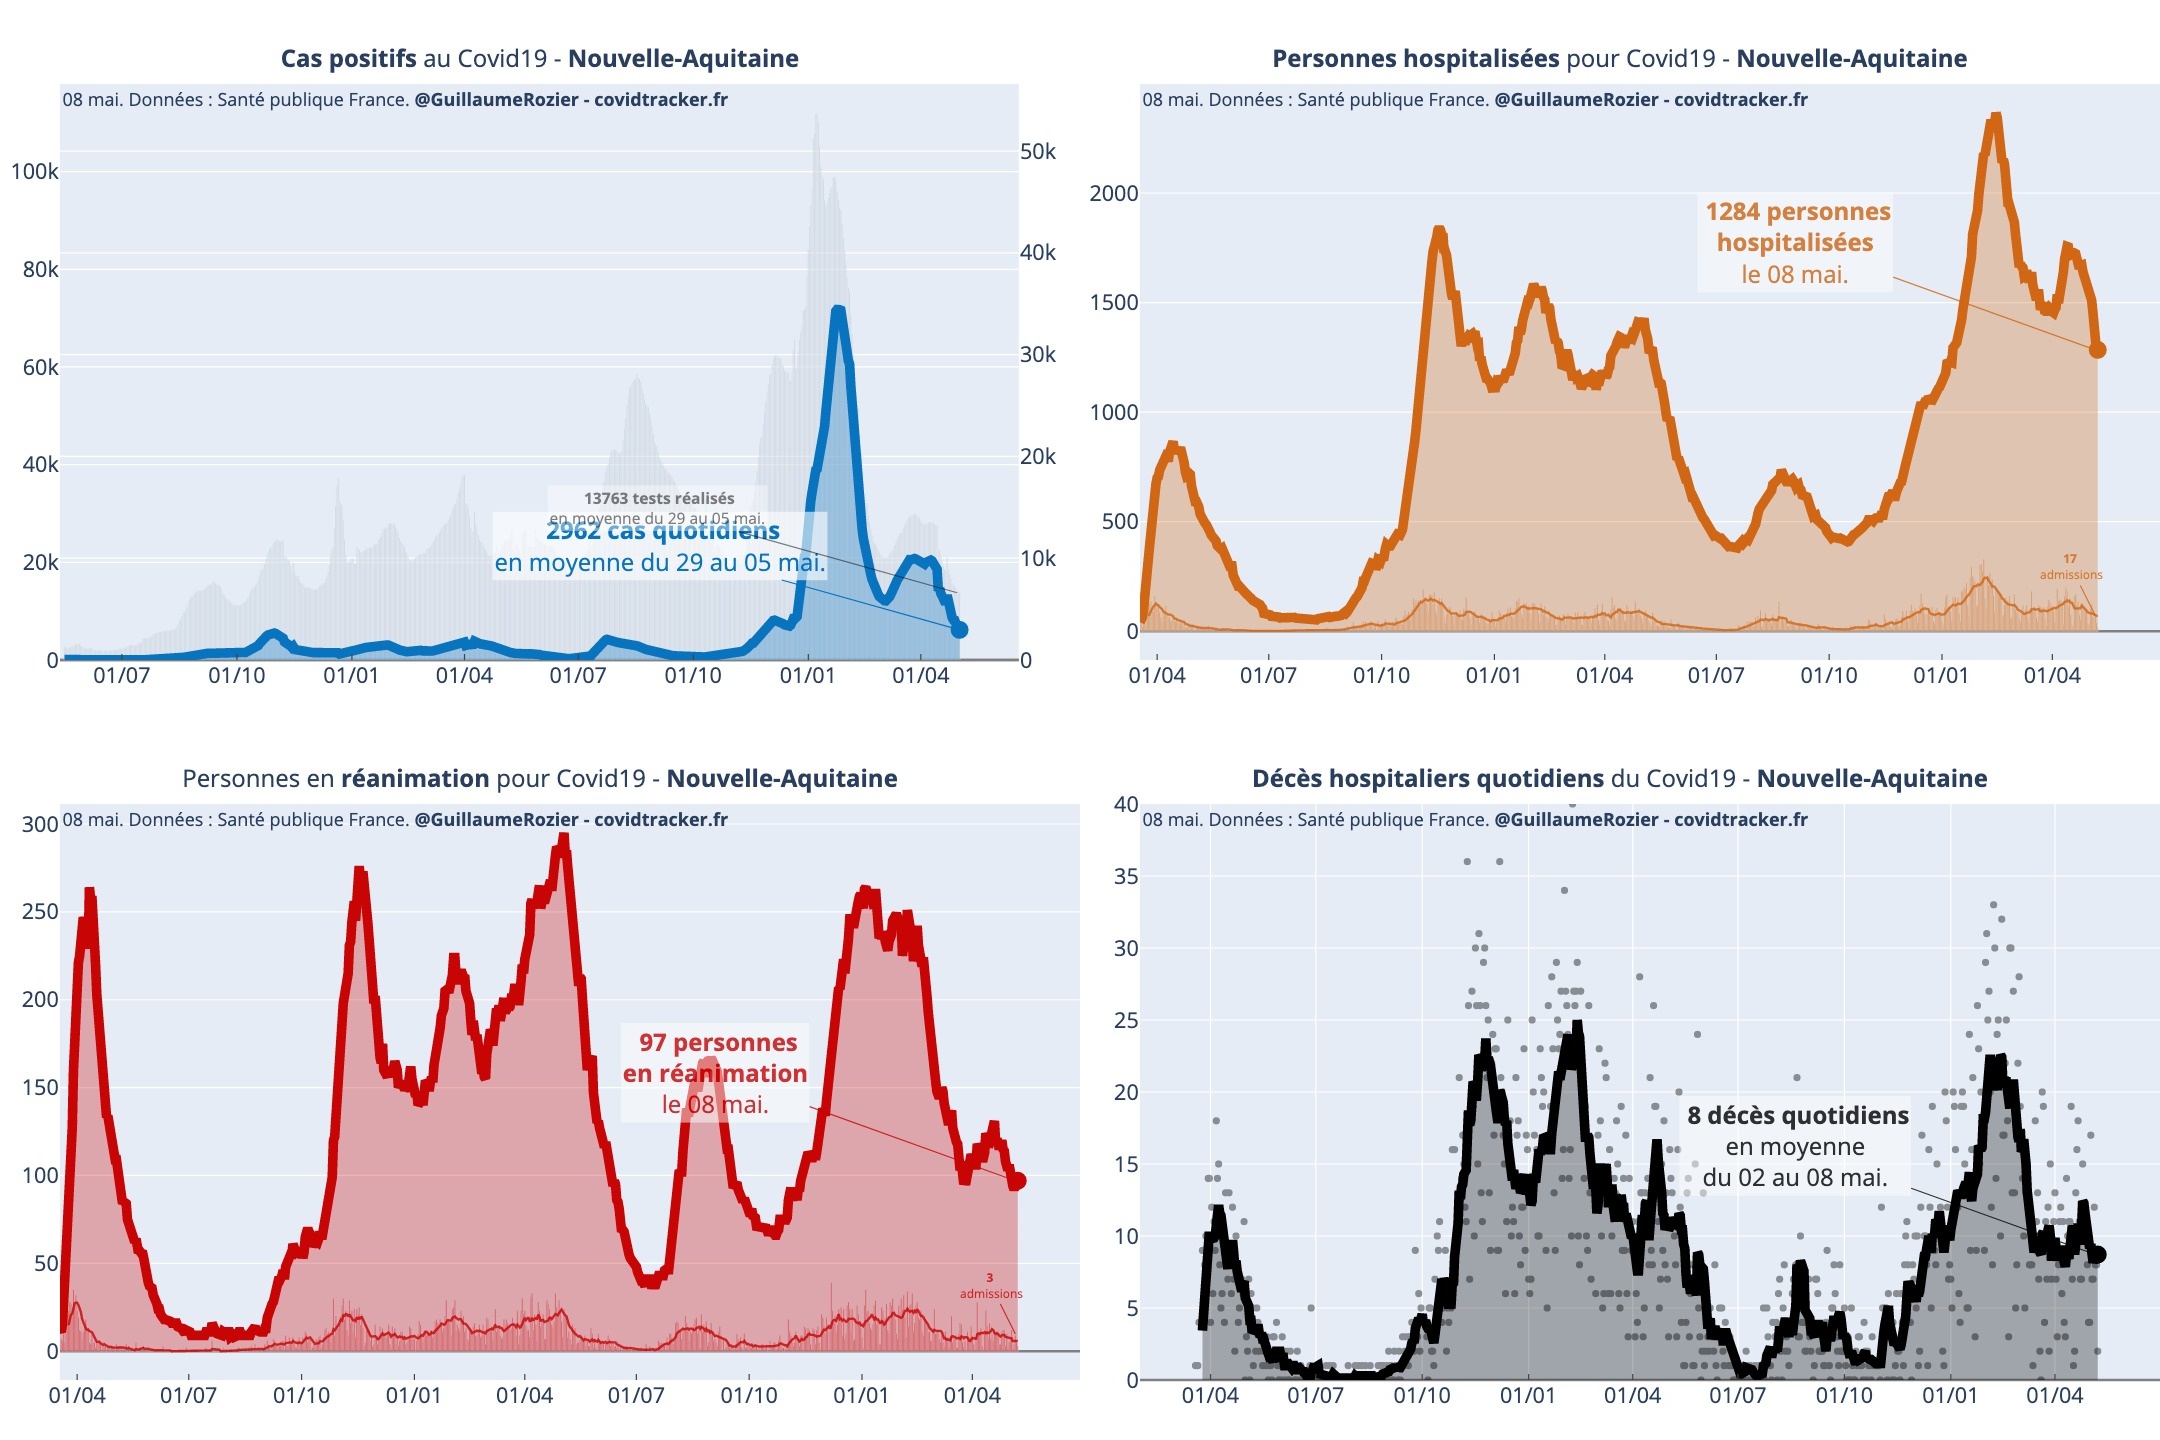 Cas positifs au Covid19 - Nouvelle-Aquitaine
08 mai. Données : Santé publique France. @GuillaumeRozier - covidtracker.fr
100k
80k
60k
40k
20k
0
50k
40k
30k
20k
10k
0
13763 tests réalisés
en moyenne du 29 au 05 mai.
2962 cas quotidiens
en moyenne du 29 au 05 mai.
01/07 01/10 01/01 01/04 01/07 01/10 01/01 01/04
Personnes hospitalisées pour Covid19 - Nouvelle-Aquitaine
08 mai. Données : Santé publique France. @GuillaumeRozier - covidtracker.fr
2000
1500
1000
500
0
1284 personnes
hospitalisées
le 08 mai.
17
admissions
01/04 01/07 01/10 01/01 01/04 01/07 01/10 01/01 01/04
Personnes en réanimation pour Covid19 - Nouvelle-Aquitaine
08 mai. Données : Santé publique France. @GuillaumeRozier - covidtracker.fr
300
250
200
150
100
50
0
97 personnes
en réanimation
le 08 mai.
3
admissions
01/04 01/07 01/10 01/01 01/04 01/07 01/10 01/01 01/04
Décès hospitaliers quotidiens du Covid19 - Nouvelle-Aquitaine
08 mai. Données : Santé publique France. @GuillaumeRozier - covidtracker.fr
40
35
30
25
20
15
10
5
0
8 décès quotidiens
en moyenne
du 02 au 08 mai.
01/04 01/07 01/10 01/01 01/04 01/07 01/10 01/01 01/04